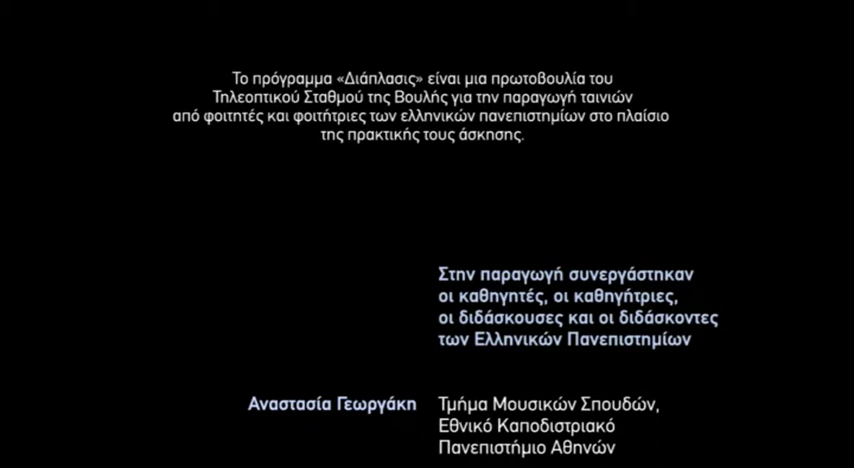 Το πρόγραμμα «Διάπλασις» είναι μια πρωτοβουλία του
Τηλεοπτικού Σταθμού της Βουλής για την παραγωγή ταινιών
από φοιτητές και φοιτήτριες των ελληνικών πανεπιστημίων στο πλαίσιο
της πρακτικής τους άσκησης.
Στην παραγωγή συνεργάστηκαν
οι καθηγητές, οι καθηγήτριες,
οι διδάσκουσες και οι διδάσκοντες
των Ελληνικών Πανεπιστημίων
Αναστασία Γεωργάκη Τμήμα Μουσικών Σπουδών,
Εθνικό Καποδιστριακό
Πανεπιστήμιο Αθηνών